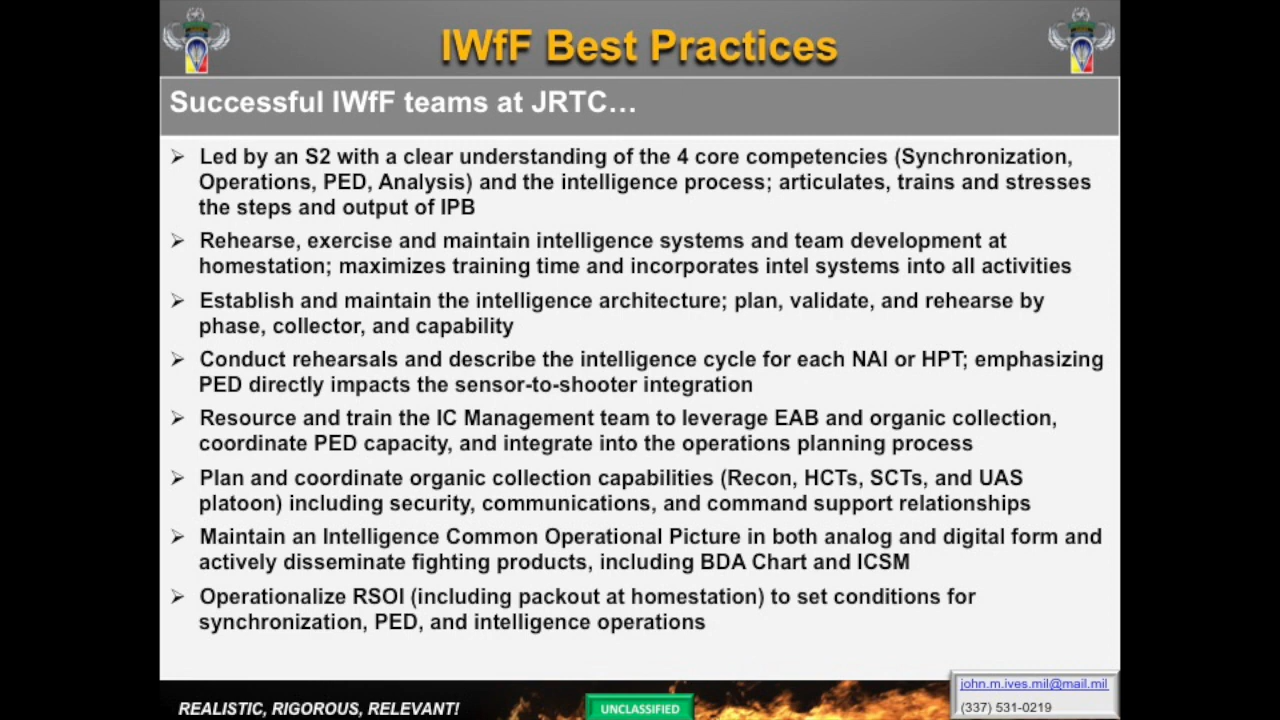 IWfF Best Practices
Successful IWfF teams at JRTC…
➢ Led by an S2 with a clear understanding of the 4 core competencies (Synchronization,
Operations, PED, Analysis) and the intelligence process; articulates, trains and stresses
the steps and output of IPB
➢ Rehearse, exercise and maintain intelligence systems and team development at
homestation; maximizes training time and incorporates intel systems into all activities
➢ Establish and maintain the intelligence architecture; plan, validate, and rehearse by
phase, collector, and capability
➢ Conduct rehearsals and describe the intelligence cycle for each NAI or HPT; emphasizing
PED directly impacts the sensor-to-shooter integration
➢ Resource and train the IC Management team to leverage EAB and organic collection,
coordinate PED capacity, and integrate into the operations planning process
➢ Plan and coordinate organic collection capabilities (Recon, HCTs, SCTs, and UAS
platoon) including security, communications, and command support relationships
➢ Maintain an Intelligence Common Operational Picture in both analog and digital form and
actively disseminate fighting products, including BDA Chart and ICSM
➢ Operationalize RSOI (including packout at homestation) to set conditions for
synchronization, PED, and intelligence operations
REALISTIC, RIGOROUS, RELEVANT!
UNCLASSIFIED
john.m.ives.mil@mail.mil
(337) 531-0219